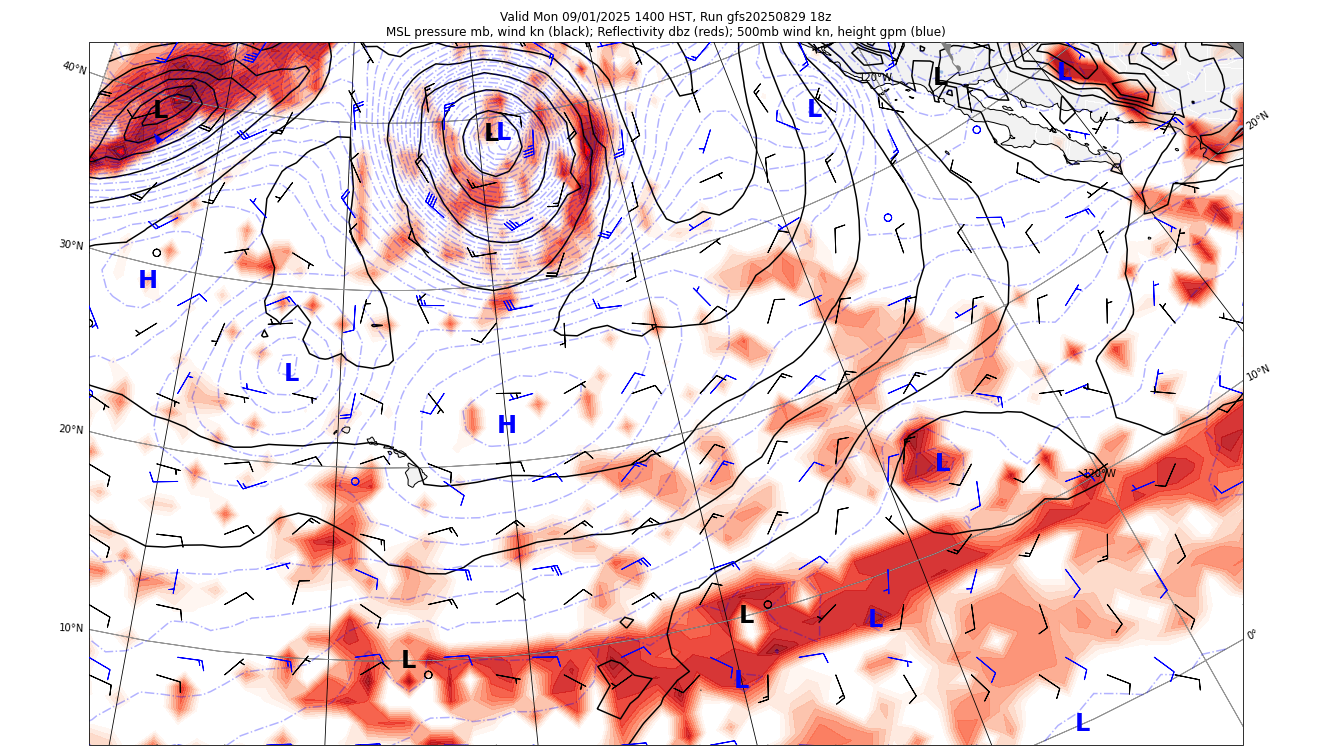 Valid Mon 09/01/2025 1400 HST, Run gfs20250829 18z
MSL pressure mb, wind kn (black); Reflectivity dbz (reds); 500mb wind kn, height gpm (blue)
40°N
L
L
L
L
L
L
120°W
20°N
30°N
H
L
10°N
20°N
H
L
120°W
10°N
L
L
0°
L
L
L